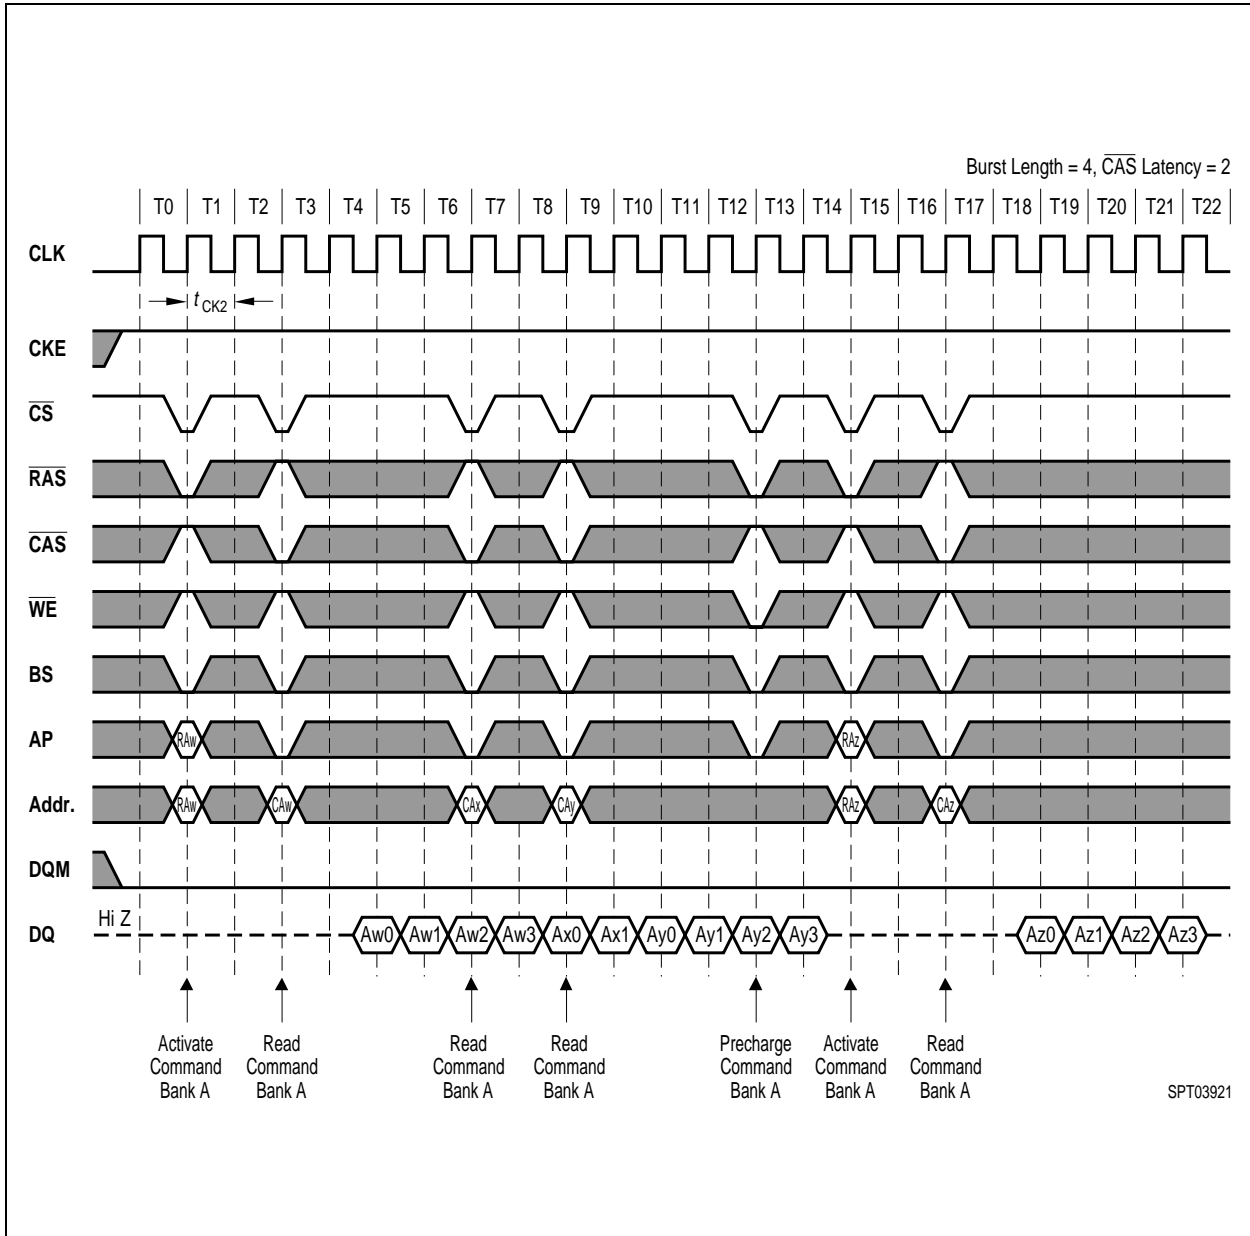 Burst Length = 4, CAS Latency = 2
T0 T1 T2 T3 T4 T5 T6 T7 T8 T9 T10 T11 T12 T13 T14 T15 T16 T17 T18 T19 T20 T21 T22
CLK
t CK2
CKE
CS
RAS
CAS
WE
BS
AP RAw RAz
Addr. RAw CAw CAx CAy RAz CAz
DQM
Hi Z
DQ Aw0 Aw1 Aw2 Aw3 Ax0 Ax1 Ay0 Ay1 Ay2 Ay3 Az0 Az1 Az2 Az3
Activate Read Read Read Precharge Activate Read
Command Command Command Command Command Command Command
Bank A Bank A Bank A Bank A Bank A Bank A Bank A
SPT03921